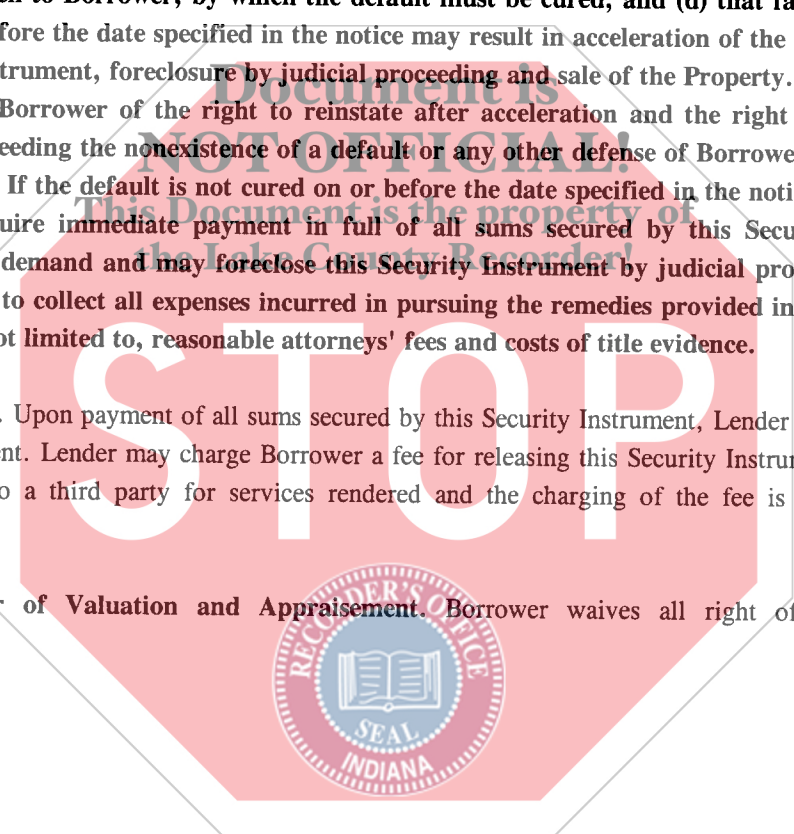 to Borrower, by which the default must be cured; and (d) that
fore the date specified in the notice may result in acceleration of the
trument, foreclosure by judicial proceeding and sale of the Property.
Document is
Borrower of the right to reinstate after acceleration and the right
NOT OFFICIAL!
eeding the nonexistence of a default or any other defense of Borrowe
If the default is not cured on or before the date specified in the noti
This Document is the property of
uire immediate payment in full of all sums secured by this Secu
the Lake County Recorder!
demand and may foreclose this Security Instrument by judicial pro
to collect all expenses incurred in pursuing the remedies provided in
ot limited to, reasonable attorneys' fees and costs of title evidence.
STOP
. Upon payment of all sums secured by this Security Instrument, Lender
nt. Lender may charge Borrower a fee for releasing this Security Instru
o a third party for services rendered and the charging of the fee is
r of Valuation and Appraisement. Borrower waives all right of
RECORDER'S OFFICE
SEAL
INDIANA